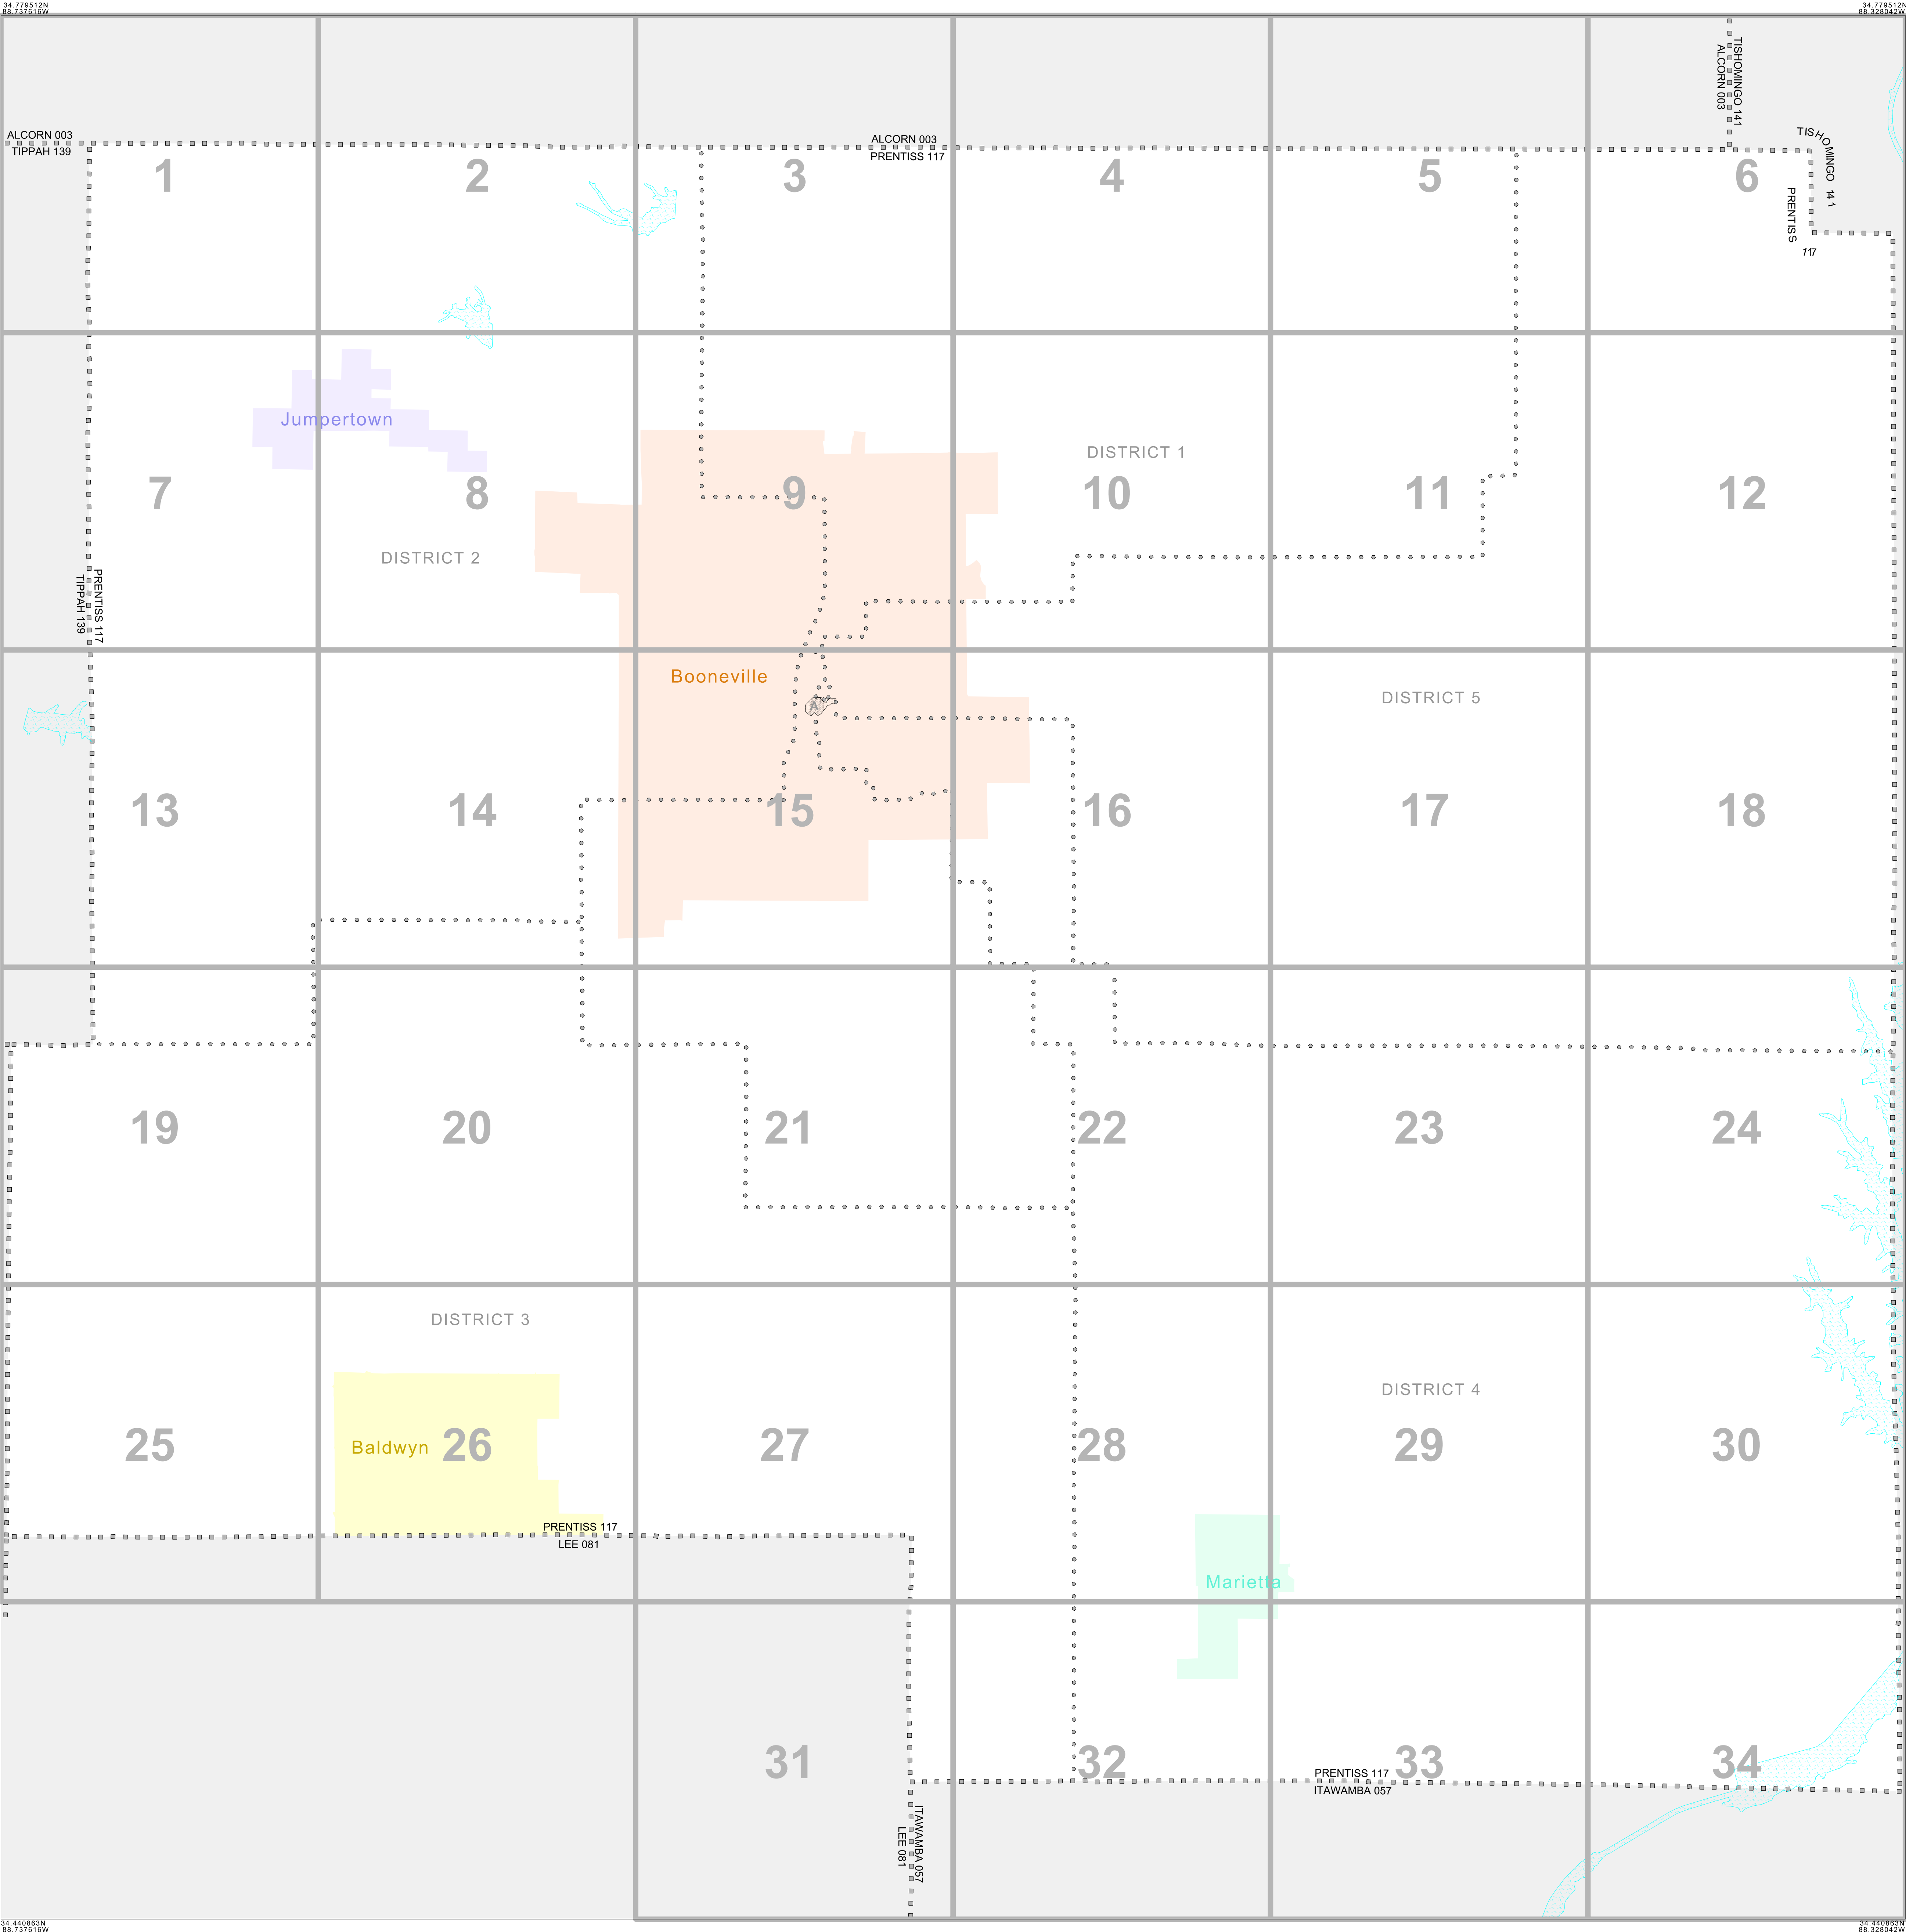 34.779512N
88.737616W
34.779512N
88.328042W
TISHOMINGO 141
ALCORN 003
ALCORN 003
TIPPAH 139
ALCORN 003
PRENTISS 117
TISHOMINGO 141
PRENTISS 117
1
2
3
4
5
6
Jumpertown
DISTRICT 1
7
8
9
10
11
12
DISTRICT 2
PRENTISS 117
TIPPAH 139
Booneville
DISTRICT 5
A
13
14
15
16
17
18
19
20
21
22
23
24
DISTRICT 3
DISTRICT 4
25
Baldwyn
26
27
28
29
30
PRENTISS 117
LEE 081
Marietta
31
32
33
34
PRENTISS 117
ITAWAMBA 057
ITAWAMBA 057
LEE 081
34.440863N
88.737616W
34.440863N
88.328042W